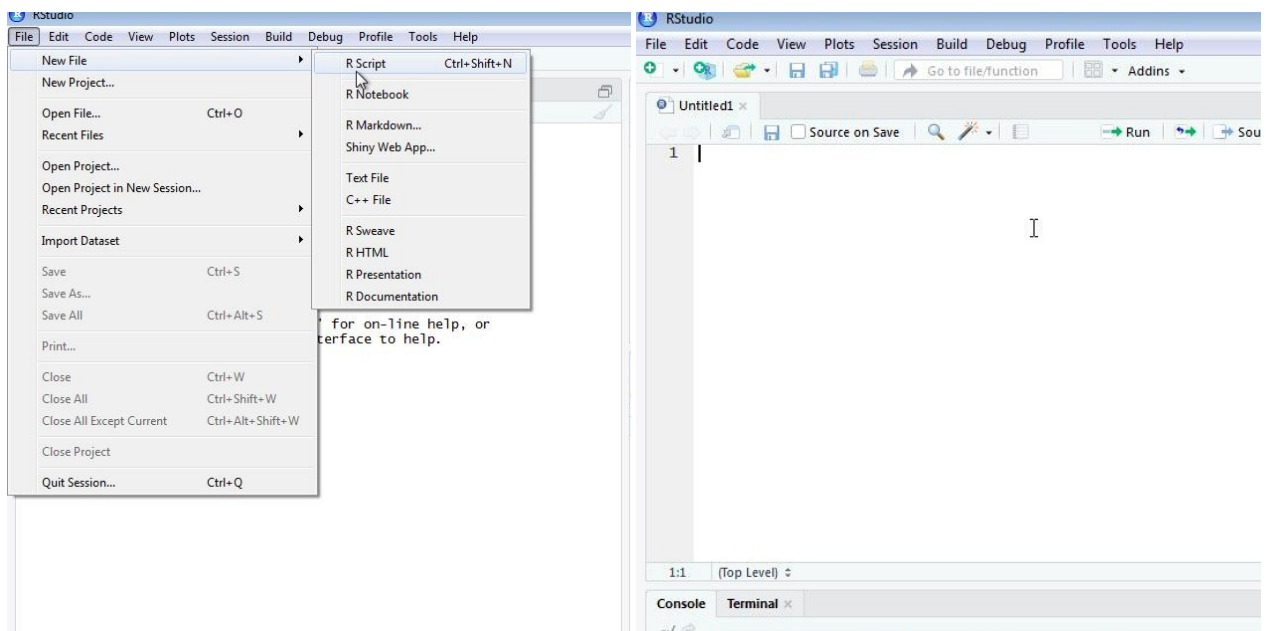 RStudio
File Edit Code View Plots Session Build Debug Profile Tools Help
New File
New Project...
Open File... Ctrl+O
Recent Files
Open Project...
Open Project in New Session...
Recent Projects
Import Dataset
Save Ctrl+S
Save As...
Save All Ctrl+Alt+S
Print...
Close Ctrl+W
Close All Ctrl+Shift+W
Close All Except Current Ctrl+Alt+Shift+W
Close Project
Quit Session... Ctrl+Q
R Script Ctrl+Shift+N
R Notebook
R Markdown...
Shiny Web App...
Text File
C++ File
R Sweave
R HTML
R Presentation
R Documentation
' for on-line help, or
terface to help.
R RStudio
File Edit Code View Plots Session Build Debug Profile Tools Help
Go to file/function Addins
Untitled1
Source on Save Run Sou
1
1:1 (Top Level)
Console Terminal